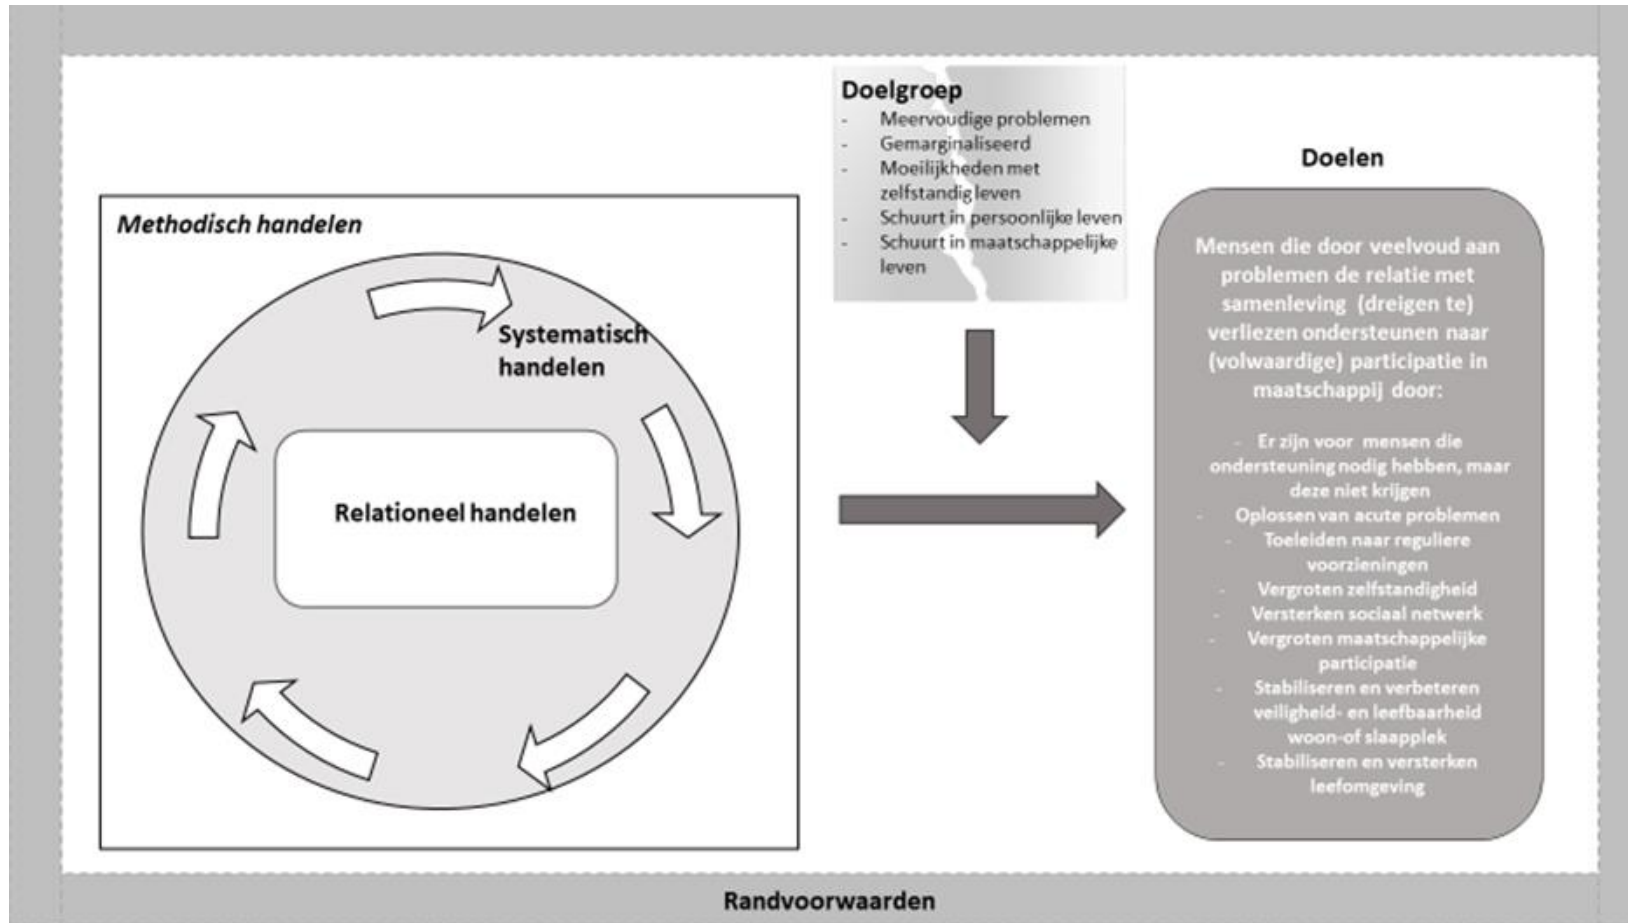 Doelgroep
- Meervoudige problemen
- Gemarginaliseerd
- Moeilijkheden met
zelfstandig leven
- Schuurt in persoonlijke leven
- Schuurt in maatschappelijke
leven
Doelen
Methodisch handelen
Systematisch
handelen
Relationeel handelen
Mensen die door veelvoud aan
problemen de relatie met
samenleving (dreigen te)
verliezen ondersteunen naar
(volwaardige) participatie in
maatschappij door:
- Er zijn voor mensen die
ondersteuning nodig hebben, maar
deze niet krijgen
- Oplossen van acute problemen
- Toeleiden naar reguliere
voorzieningen
- Vergroten zelfstandigheid
- Versterken sociaal netwerk
- Vergroten maatschappelijke
participatie
- Stabiliseren en verbeteren
veiligheid- en leefbaarheid
woon-of slaapplek
- Stabiliseren en versterken
leefomgeving
Randvoorwaarden